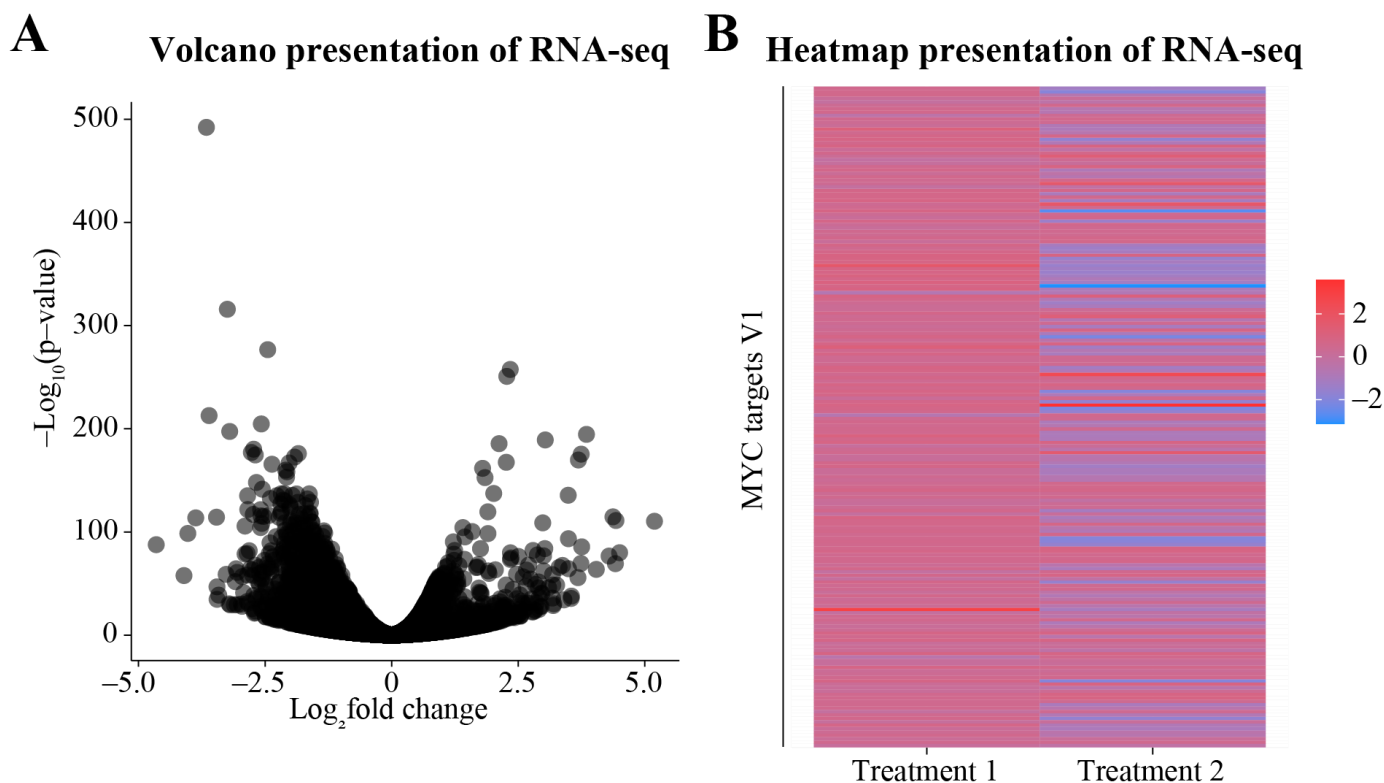 A
Volcano presentation of RNA-seq
500
400
300
200
100
0
−Log₁₀(p−value)
−5.0
−2.5
0
2.5
5.0
Log₂fold change
B
Heatmap presentation of RNA-seq
MYC targets V1
Treatment 1
Treatment 2
2
0
−2